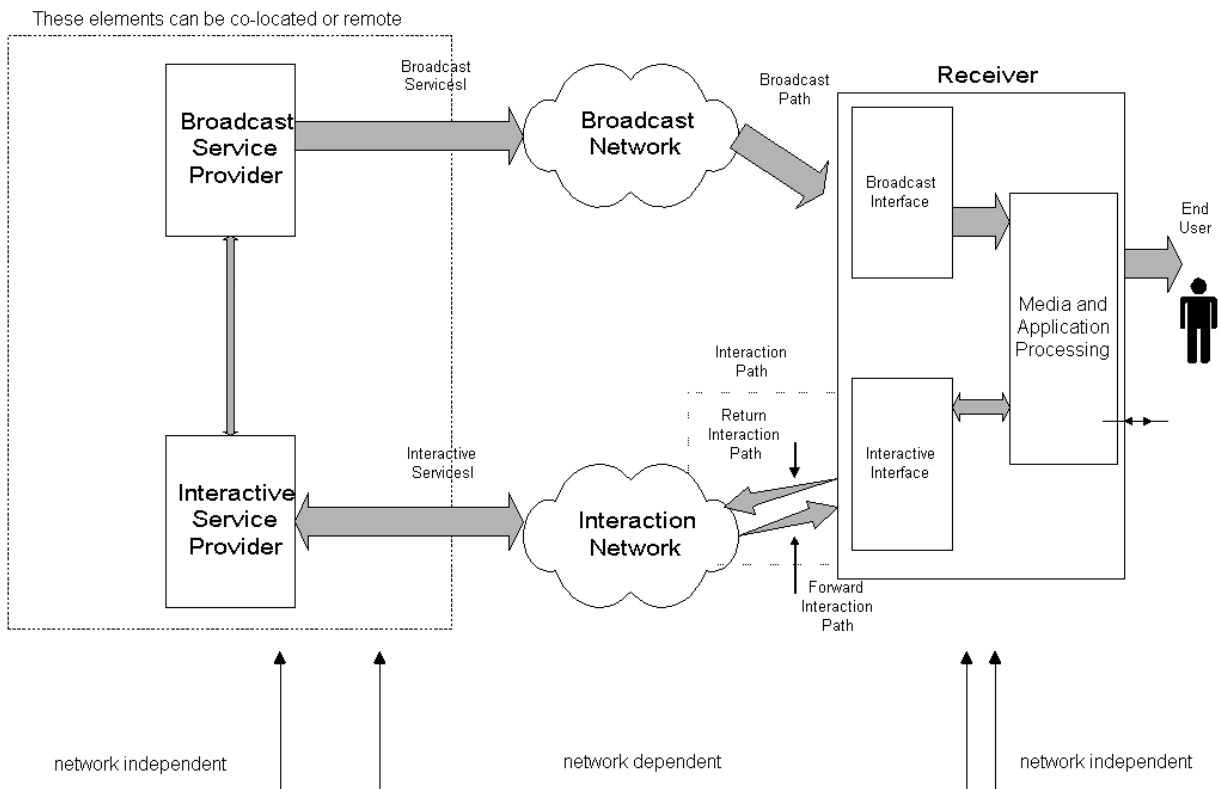 These elements can be co-located or remote
Broadcast
Service
Provider
Broadcast
ServicesI
Broadcast
Network
Broadcast
Path
Receiver
Broadcast
Interface
End
User
Media and
Application
Processing
Interaction
Path
Return
Interaction
Path
Interactive
Service
Provider
Interactive
ServicesI
Interaction
Network
Interactive
Interface
Forward
Interaction
Path
network independent
network dependent
network independent